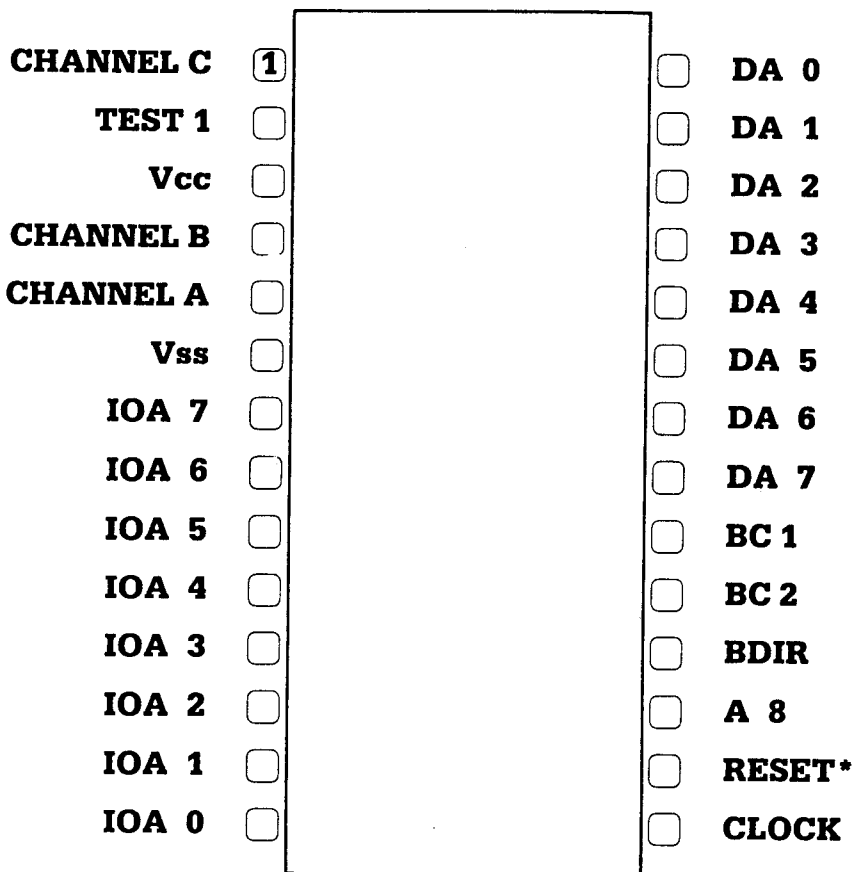 CHANNEL C 1 DA 0
TEST 1 DA 1
Vcc DA 2
CHANNEL B DA 3
CHANNEL A DA 4
Vss DA 5
IOA 7 DA 6
IOA 6 DA 7
IOA 5 BC 1
IOA 4 BC 2
IOA 3 BDIR
IOA 2 A 8
IOA 1 RESET*
IOA 0 CLOCK